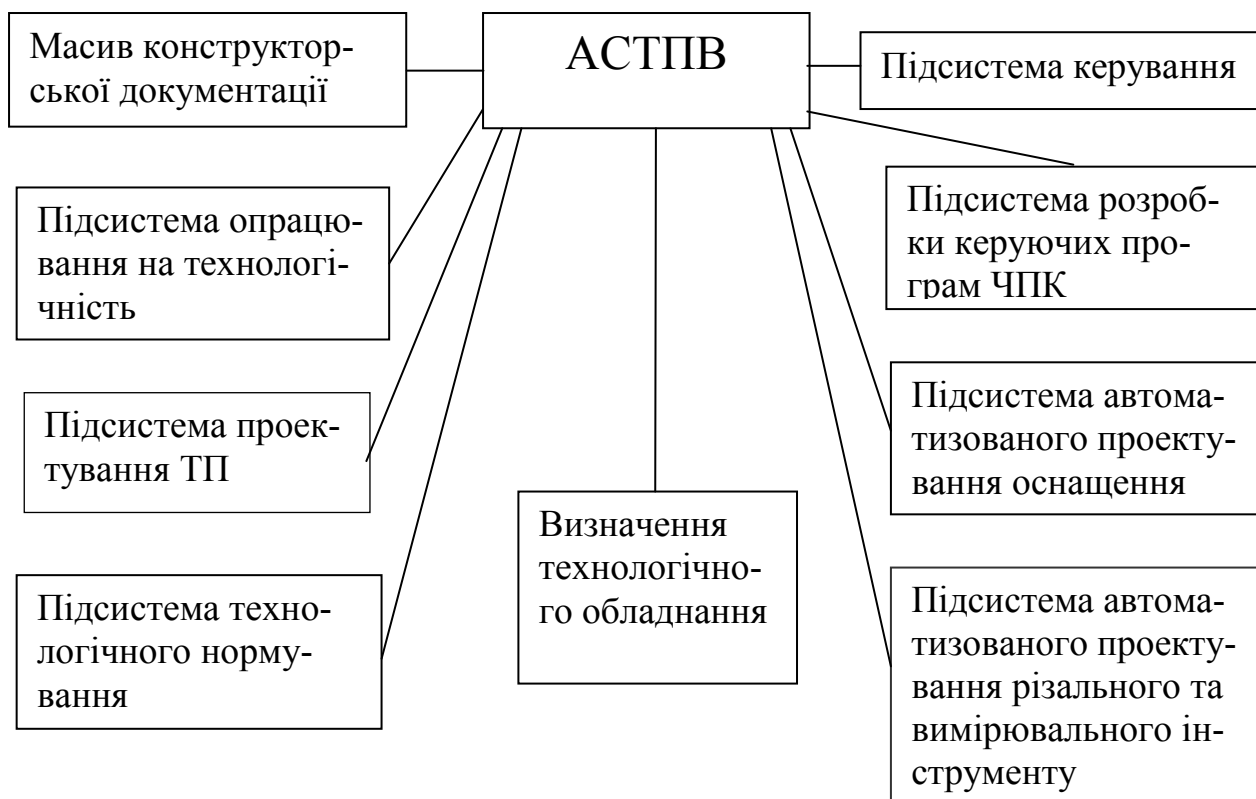 Масив конструктор-
ської документації
АСТПВ
Підсистема керування
Підсистема опрацю-
вання на технологі-
чність
Підсистема розроб-
ки керуючих про-
грам ЧПК
Підсистема проек-
тування ТП
Підсистема автома-
тизованого проекту-
вання оснащення
Визначення
технологічно-
го обладнання
Підсистема техно-
логічного норму-
вання
Підсистема автома-
тизованого проекту-
вання різального та
вимірювального ін-
струменту